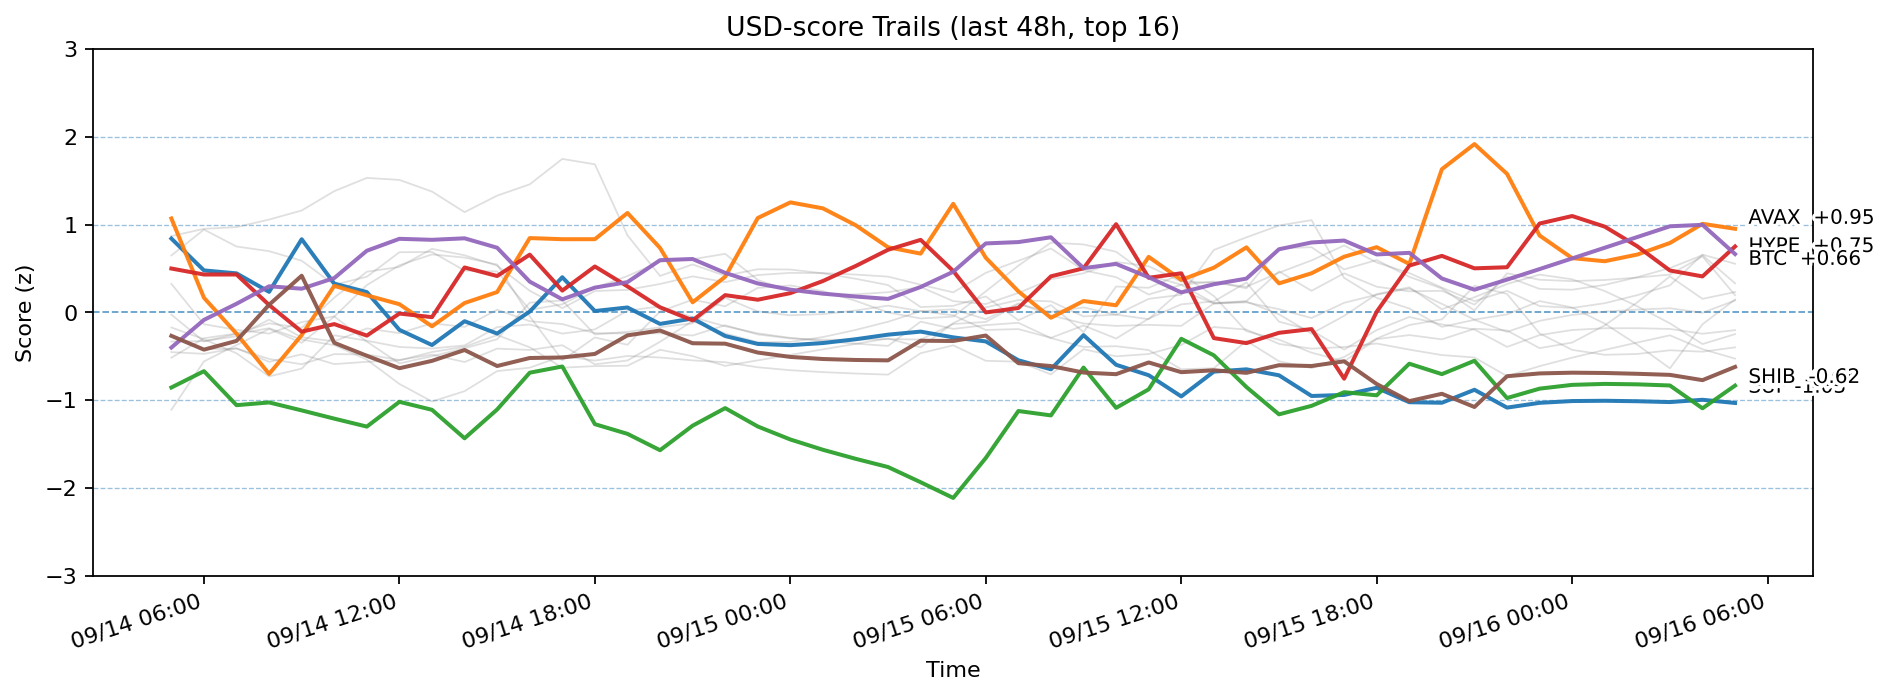 USD-score Trails (last 48h, top 16)
Score (z)
3
2
1
0
−1
−2
−3
AVAX +0.95
HYPE +0.75
BTC +0.66
SHIB -0.62
-1.03
09/14 06:00
09/14 12:00
09/14 18:00
09/15 00:00
09/15 06:00
09/15 12:00
09/15 18:00
09/16 00:00
09/16 06:00
Time